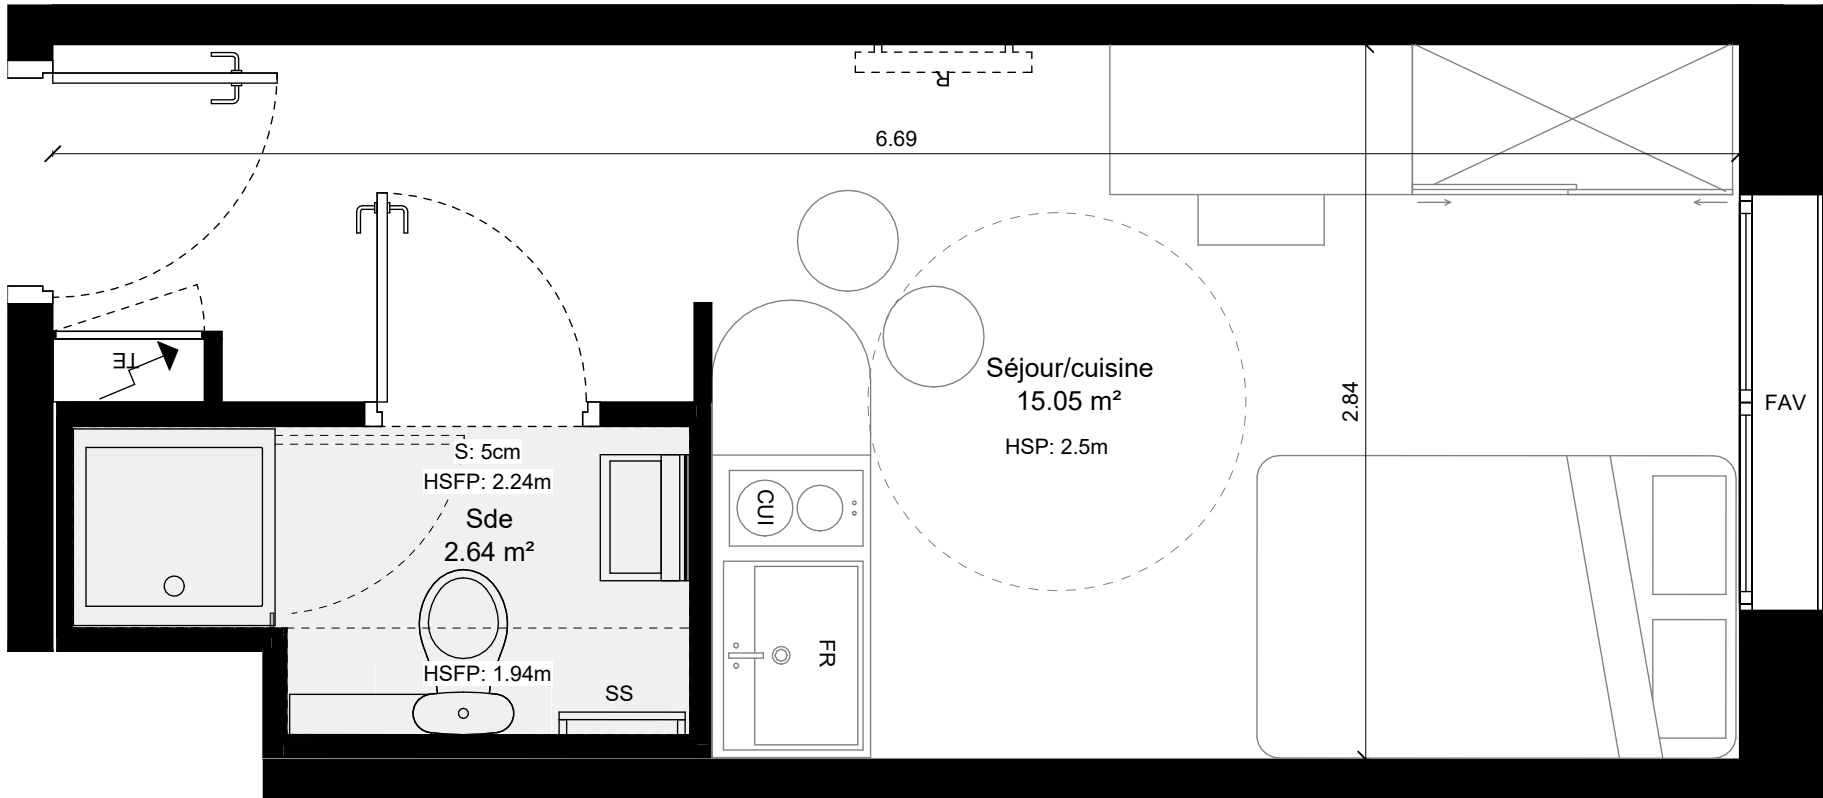 R
6.69
TE
Séjour/cuisine
15.05 m²
HSP: 2.5m
2.84
FAV
S: 5cm
HSFP: 2.24m
Sde
2.64 m²
CUI
FR
HSFP: 1.94m
SS